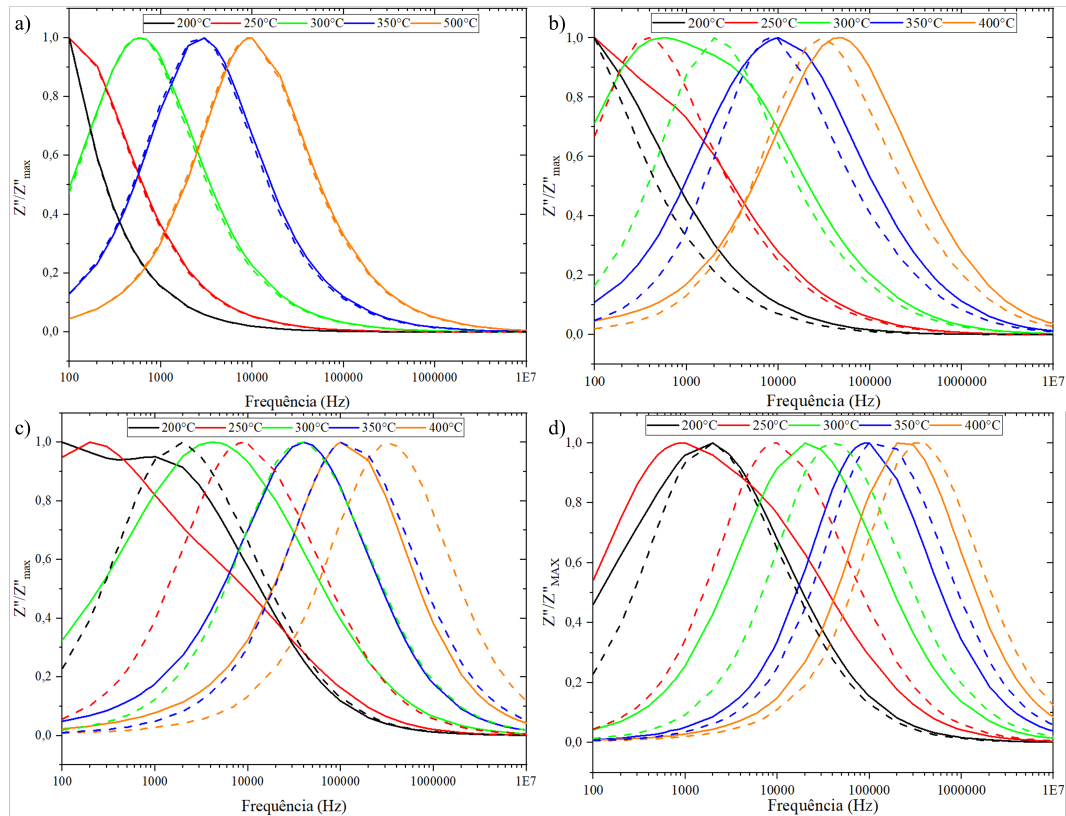 a)
200°C 250°C 300°C 350°C 500°C
1,0
0,8
0,6
0,4
0,2
0,0
Z"/Z"max
100 1000 10000 100000 1000000 1E7
Frequência (Hz)
b)
200°C 250°C 300°C 350°C 400°C
1,0
0,8
0,6
0,4
0,2
0,0
Z"/Z"max
100 1000 10000 100000 1000000 1E7
Frequência (Hz)
c)
200°C 250°C 300°C 350°C 400°C
1,0
0,8
0,6
0,4
0,2
0,0
Z"/Z"max
100 1000 10000 100000 1000000 1E7
Frequência (Hz)
d)
200°C 250°C 300°C 350°C 400°C
1,0
0,8
0,6
0,4
0,2
0,0
Z"/Z"MAX
100 1000 10000 100000 1000000 1E7
Frequência (Hz)